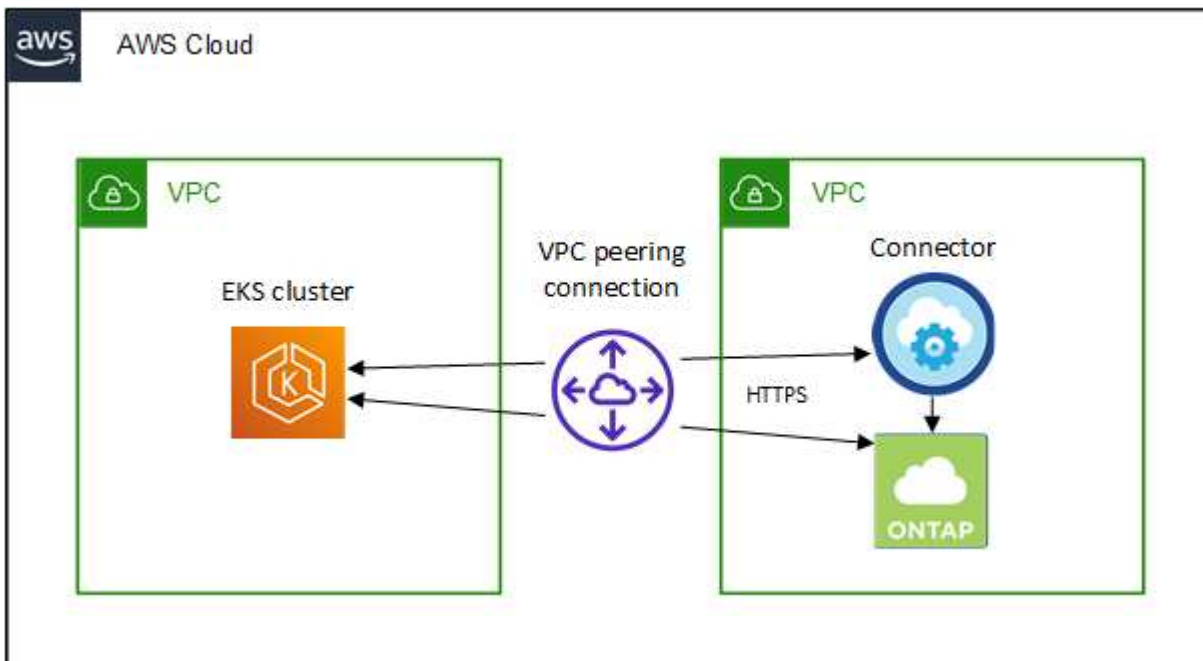 aws
AWS Cloud
VPC
VPC
Connector
VPC peering
connection
EKS cluster
K
HTTPS
ONTAP